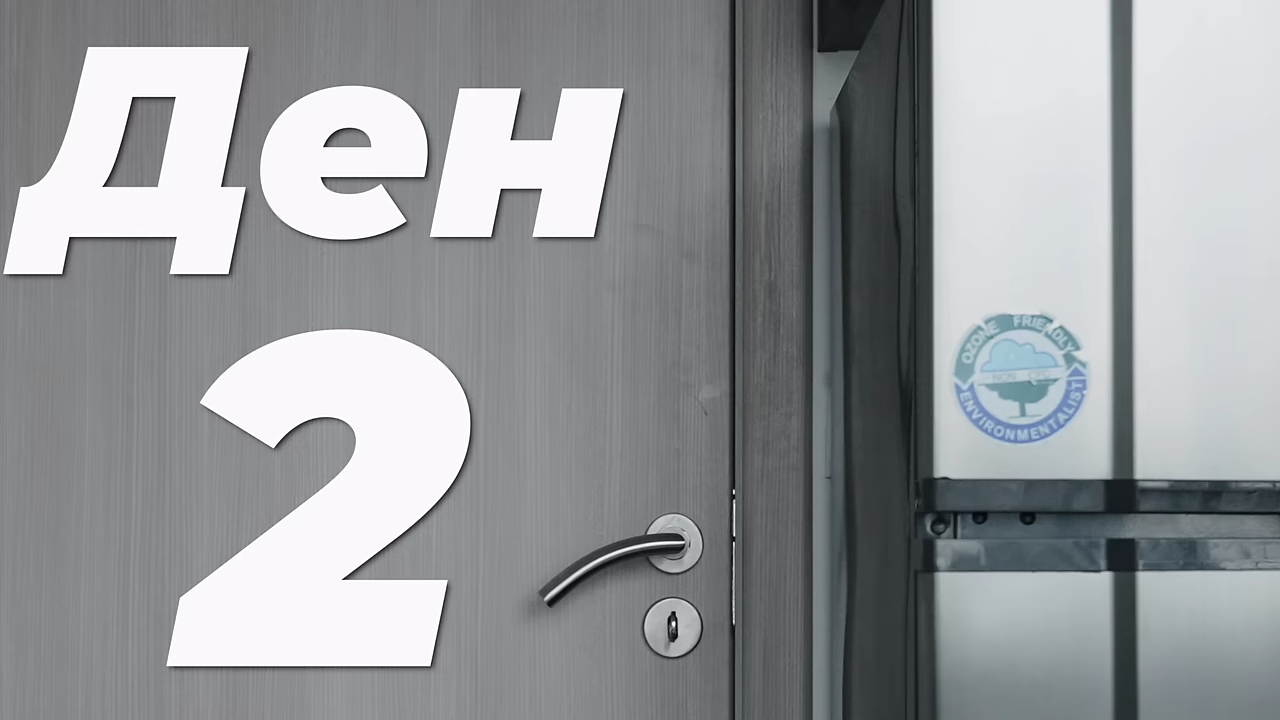 Ден
2
OZONE FRIENDLY
NON CFC
ENVIRONMENTALIST